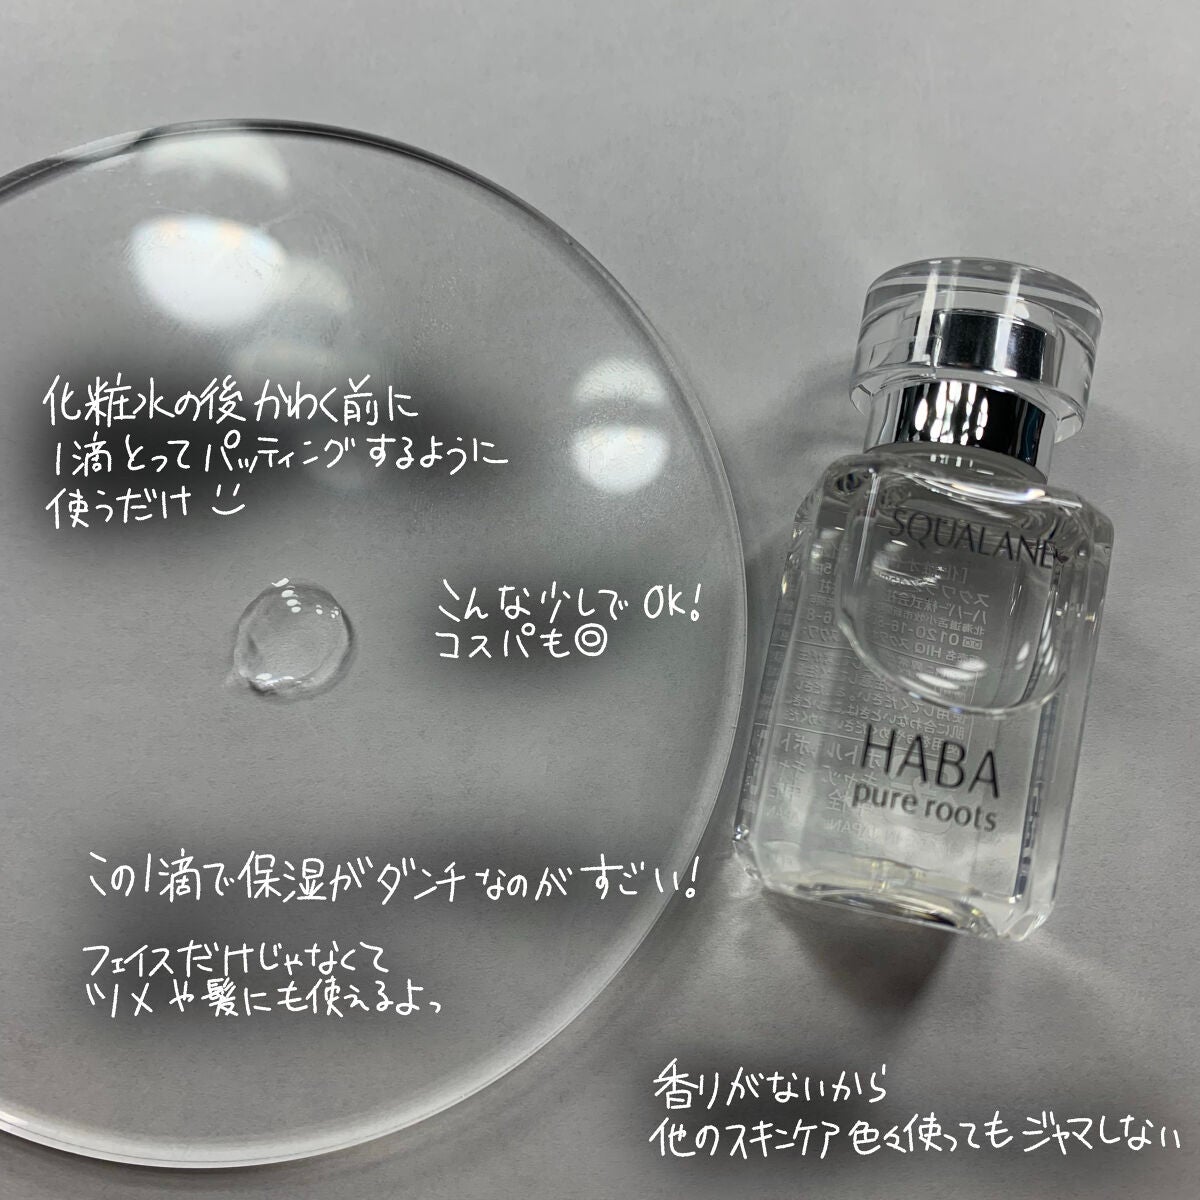 化粧水の後かわく前に
1滴とってパッティングするように
使うだけ
こんな少しでOK!
コスパも◎
この1滴で保湿がダンチなのがすごい!
フェイスだけじゃなくて
ツメや髪にも使えるよっ
香りがないから
他のスキンケア色々使ってもジャマしない
SQUALANE
HABA
pure roots